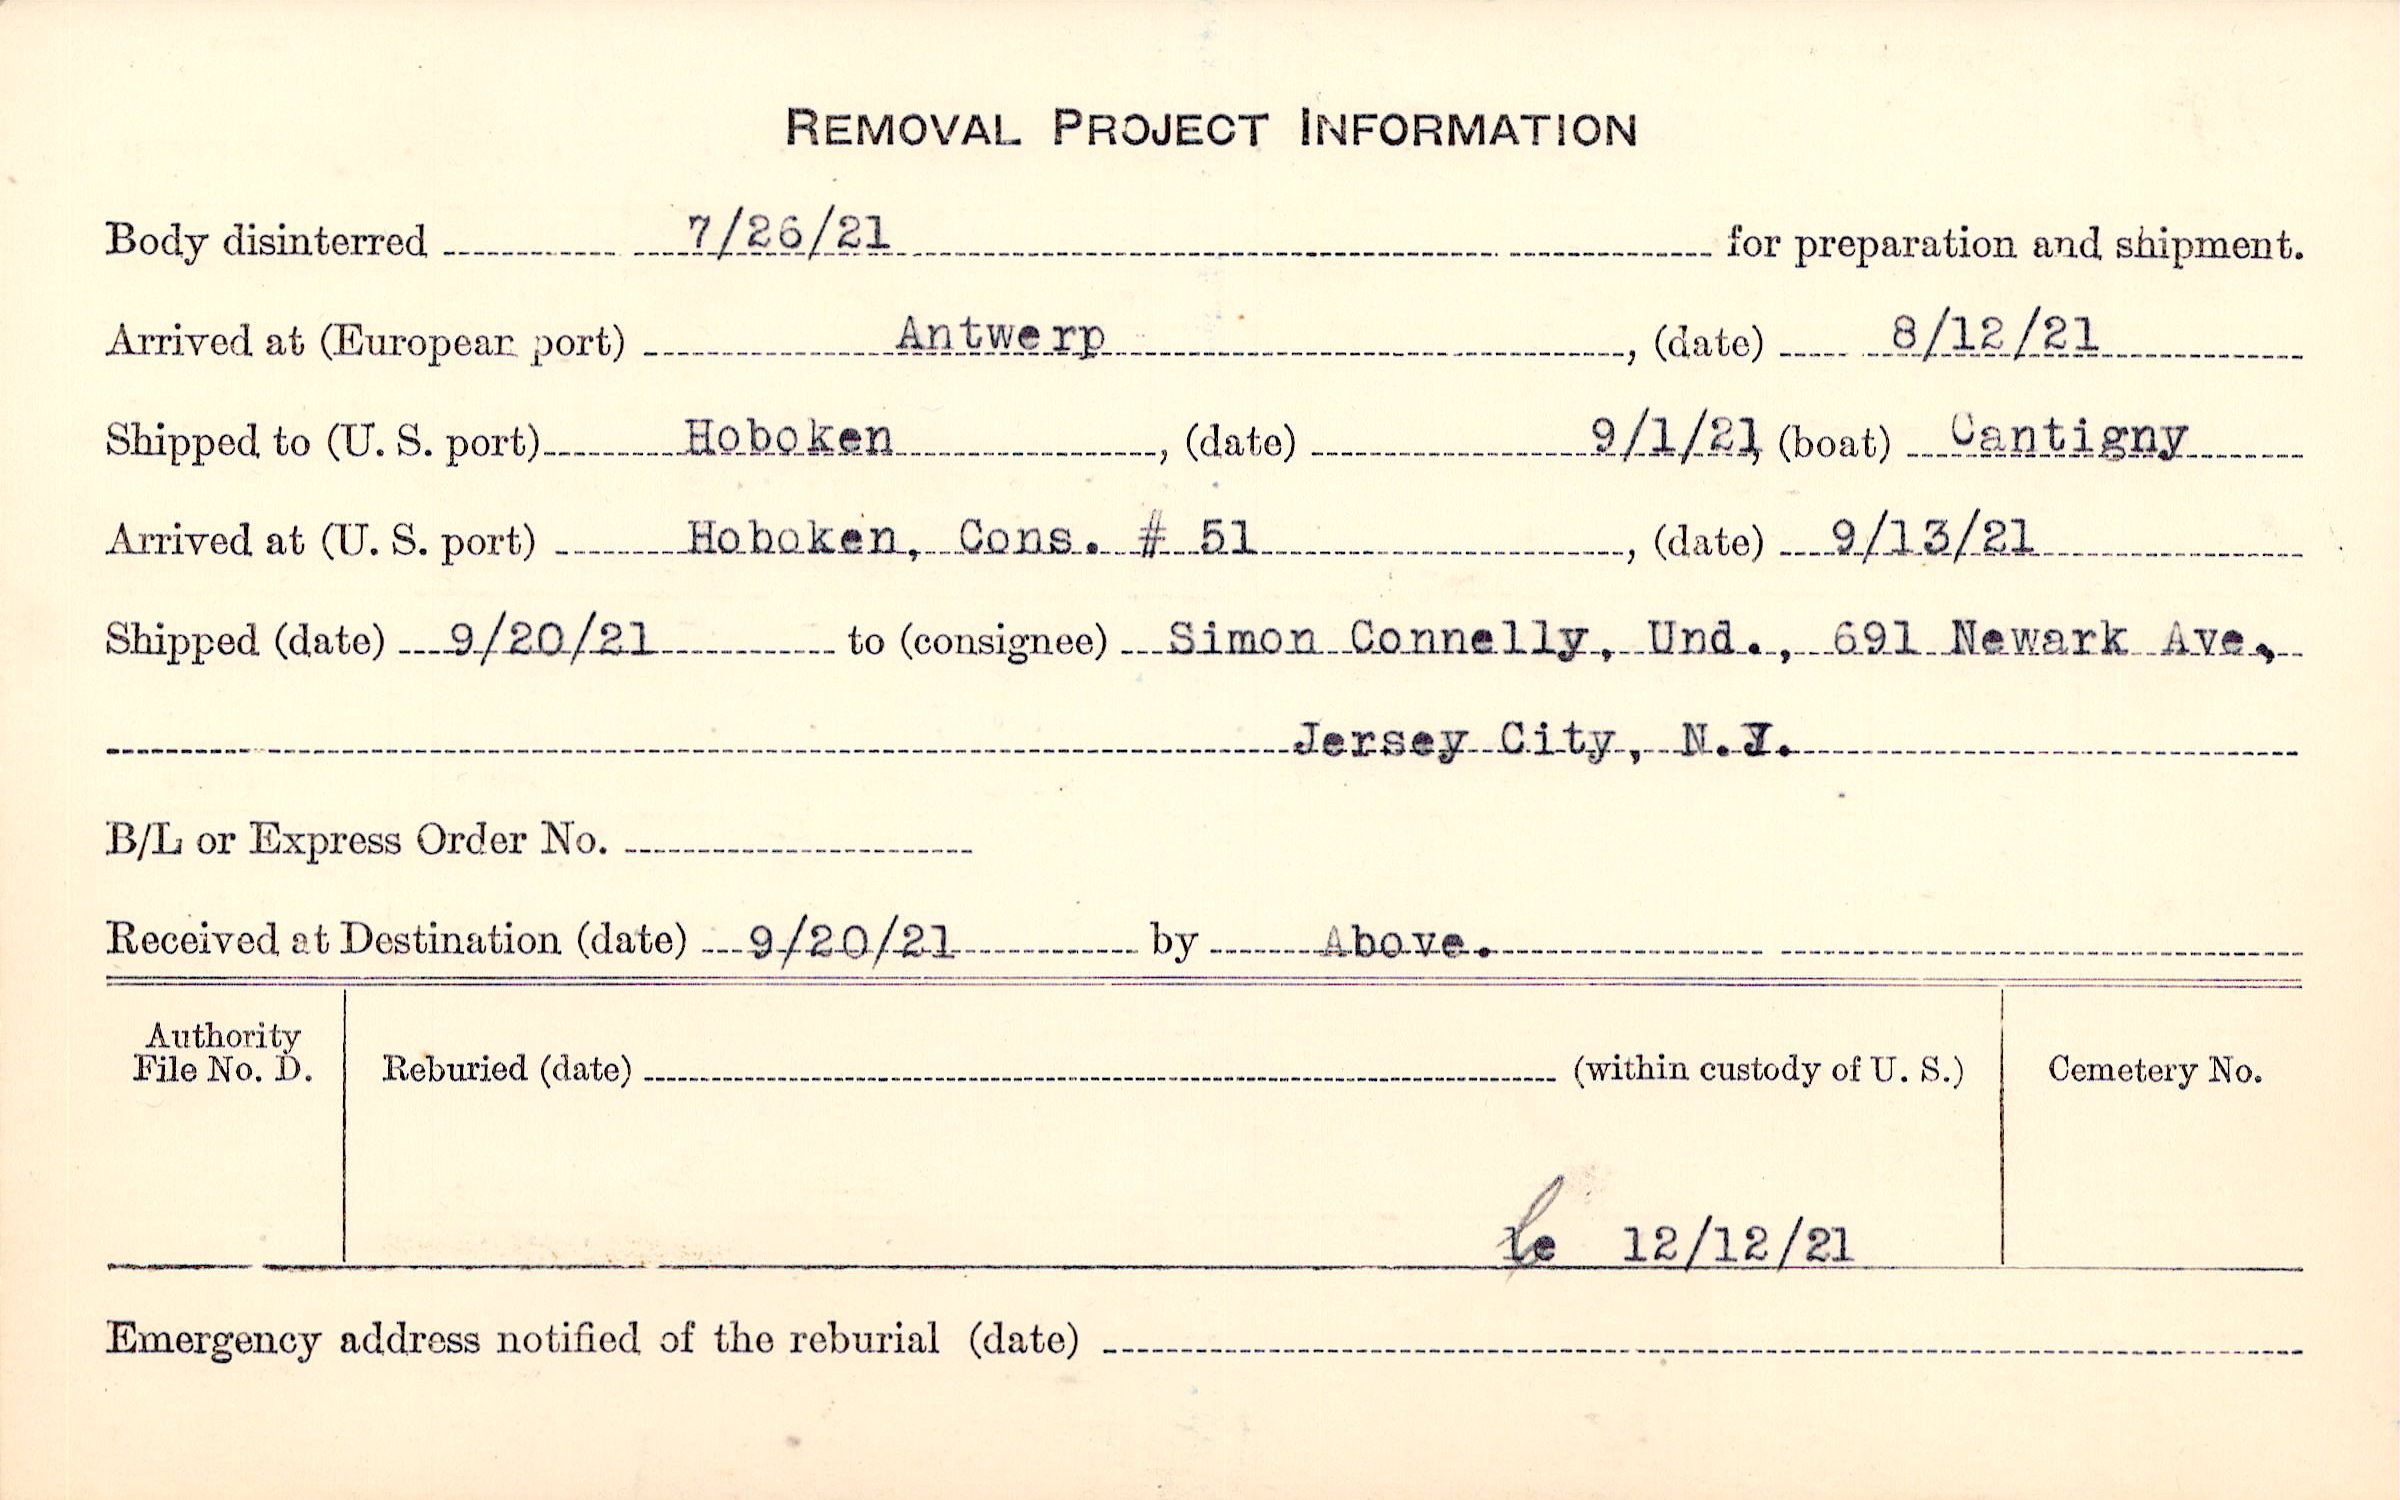 REMOVAL PROJECT INFORMATION
Body disinterred 7/26/21 for preparation and shipment.
Arrived at (European port) Antwerp, (date) 8/12/21
Shipped to (U. S. port) Hoboken, (date) 9/1/21, (boat) Cantigny
Arrived at (U. S. port) Hoboken, Cons. # 51, (date) 9/13/21
Shipped (date) 9/20/21 to (consignee) Simon Connelly, Und., 691 Newark Ave.,
Jersey City, N.J.
B/L or Express Order No.
Received at Destination (date) 9/20/21 by Above.
Authority
File No. D.
Reburied (date) (within custody of U. S.)
Cemetery No.
le 12/12/21
Emergency address notified of the reburial (date)